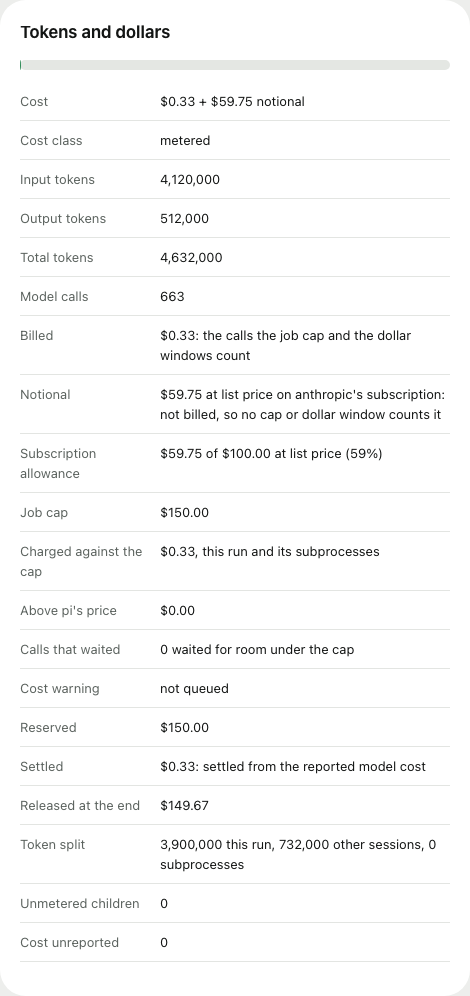 Tokens and dollars
Cost $0.33 + $59.75 notional
Cost class metered
Input tokens 4,120,000
Output tokens 512,000
Total tokens 4,632,000
Model calls 663
Billed $0.33: the calls the job cap and the dollar
windows count
Notional $59.75 at list price on anthropic's subscription:
not billed, so no cap or dollar window counts it
Subscription $59.75 of $100.00 at list price (59%)
allowance
Job cap $150.00
Charged against the $0.33, this run and its subprocesses
cap
Above pi's price $0.00
Calls that waited 0 waited for room under the cap
Cost warning not queued
Reserved $150.00
Settled $0.33: settled from the reported model cost
Released at the end $149.67
Token split 3,900,000 this run, 732,000 other sessions, 0
subprocesses
Unmetered children 0
Cost unreported 0